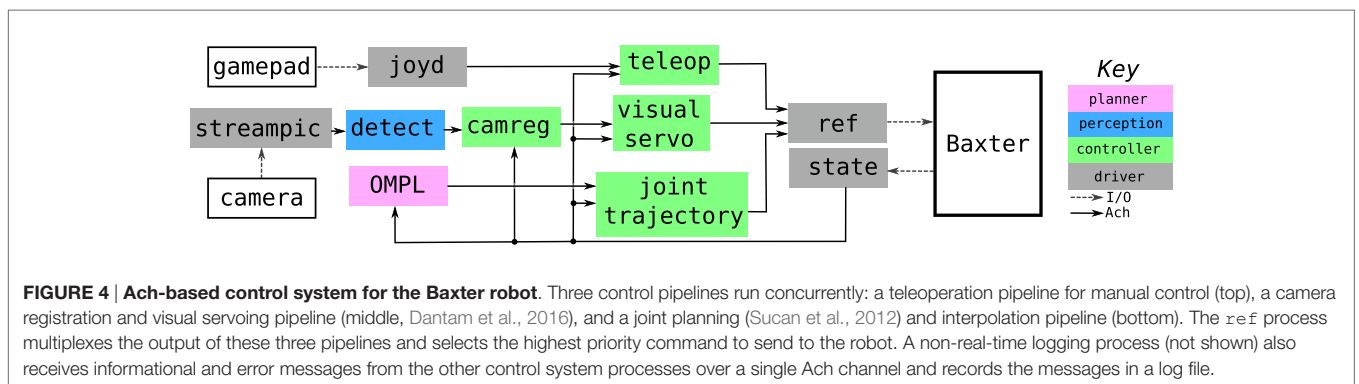 gamepad
joyd
teleop
Key
planner
perception
controller
driver
I/O
Ach
streampic
detect
camreg
visual
servo
ref
Baxter
state
camera
OMPL
joint
trajectory
FIGURE 4 | Ach-based control system for the Baxter robot. Three control pipelines run concurrently: a teleoperation pipeline for manual control (top), a camera
registration and visual servoing pipeline (middle, Dantam et al., 2016), and a joint planning (Sucan et al., 2012) and interpolation pipeline (bottom). The ref process
multiplexes the output of these three pipelines and selects the highest priority command to send to the robot. A non-real-time logging process (not shown) also
receives informational and error messages from the other control system processes over a single Ach channel and records the messages in a log file.